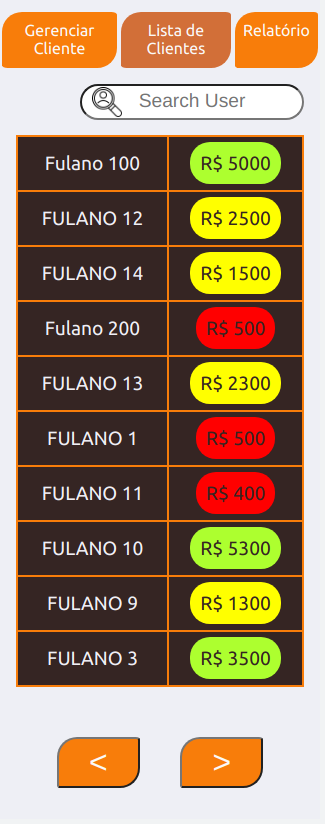 Gerenciar
Cliente
Lista de
Clientes
Relatório
Search User
Fulano 100 R$ 5000
FULANO 12 R$ 2500
FULANO 14 R$ 1500
Fulano 200 R$ 500
FULANO 13 R$ 2300
FULANO 1 R$ 500
FULANO 11 R$ 400
FULANO 10 R$ 5300
FULANO 9 R$ 1300
FULANO 3 R$ 3500
< >